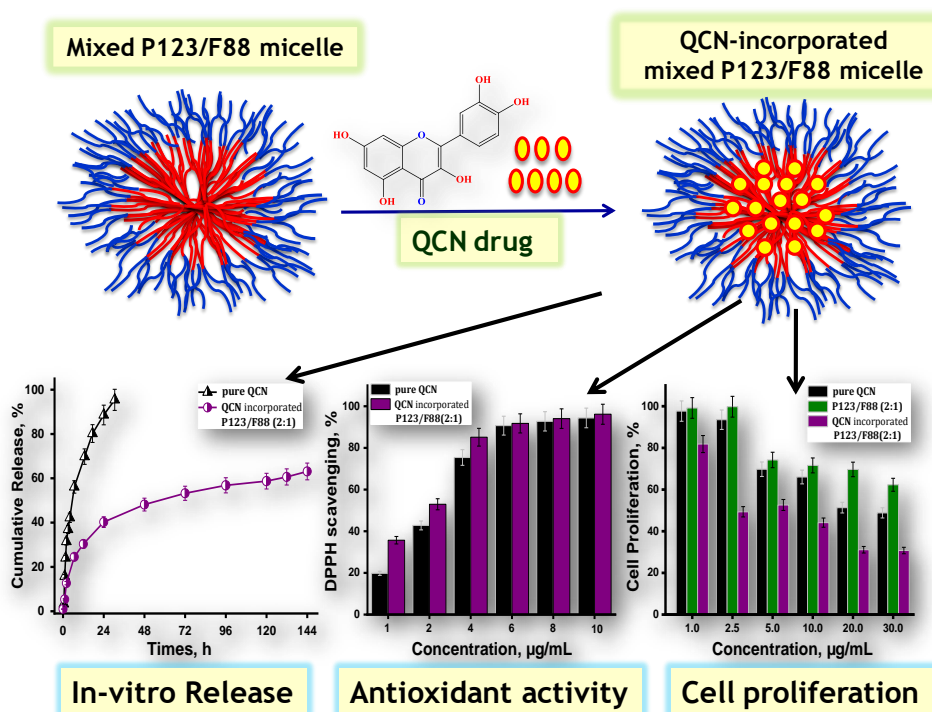 Mixed P123/F88 micelle
QCN-incorporated
mixed P123/F88 micelle
OH
OH
HO
O
OH
OH
O
QCN drug
Cumulative Release, %
100
80
60
40
20
0
pure QCN
QCN incorporated
P123/F88 (2:1)
0 24 48 72 96 120 144
Times, h
DPPH scavenging, %
100
80
60
40
20
0
pure QCN
QCN incorporated
P123/F88(2:1)
1 2 4 6 8 10
Concentration, µg/mL
Cell Proliferation, %
100
80
60
40
20
0
pure QCN
P123/F88 (2:1)
QCN incorporated
P123/F88(2:1)
1.0 2.5 5.0 10.0 20.0 30.0
Concentration, µg/mL
In-vitro Release
Antioxidant activity
Cell proliferation